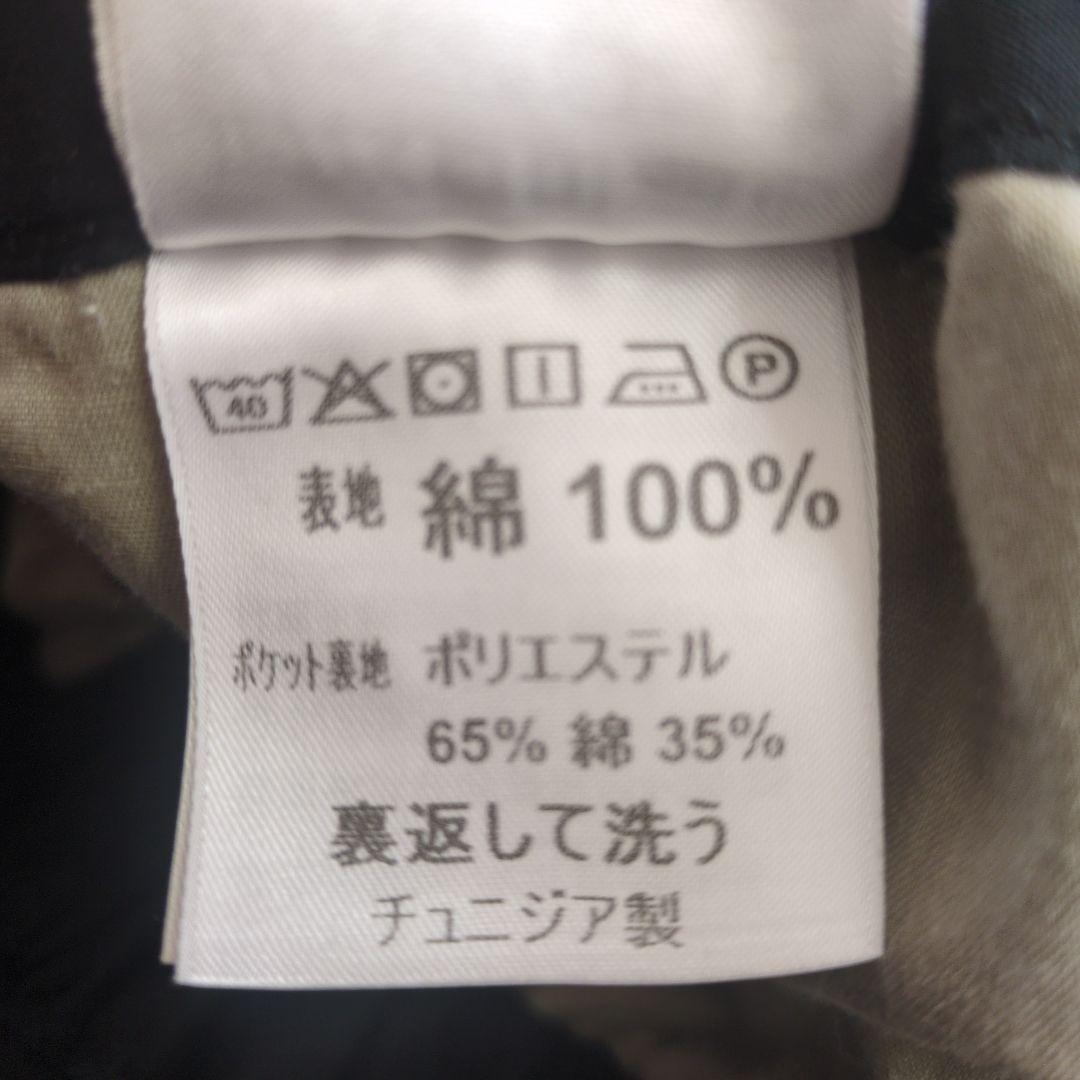 40 P
表地 綿 100%
ポケット裏地 ポリエステル
65% 綿 35%
裏返して洗う
チュニジア製